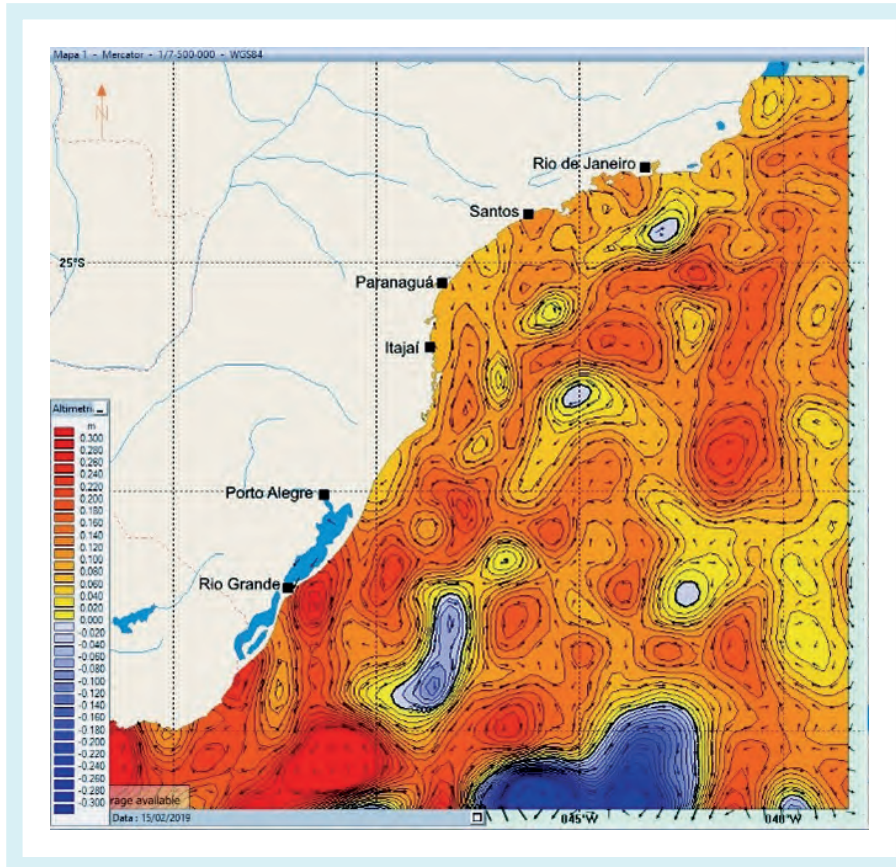 Mapa 1 - Mercator - 1/7-500-000 - WGS84
N
Rio de Janeiro
Santos
25°S
Paranaguá
Itajaí
Altimetri
m
0.300
0.280
0.260
0.240
0.220
0.200
0.180
0.160
0.140
0.120
0.100
0.080
0.060
0.040
0.020
0.000
-0.020
-0.040
-0.060
-0.080
-0.100
-0.120
-0.140
-0.160
-0.180
-0.200
-0.220
-0.240
-0.260
-0.280
-0.300
Porto Alegre
Rio Grande
rage available
Data : 15/02/2019
045°W
040°W